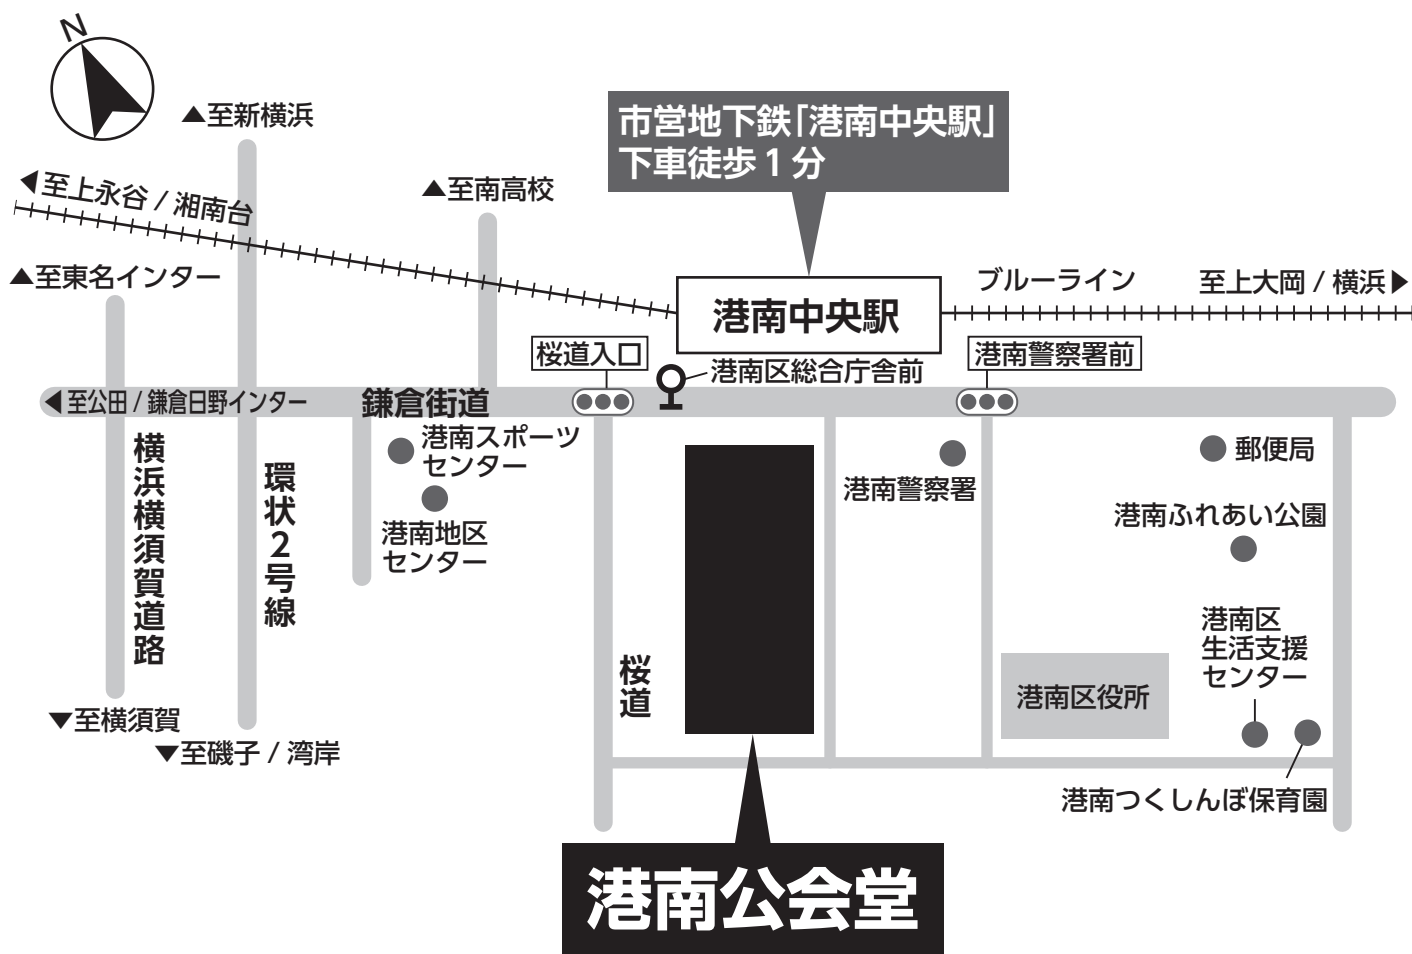 N
▲至新横浜
市営地下鉄「港南中央駅」
下車徒歩1分
◀至上永谷 / 湘南台
▲至南高校
▲至東名インター
ブルーライン
至上大岡 / 横浜▶
港南中央駅
桜道入口
港南警察署前
港南区総合庁舎前
◀至公田 / 鎌倉日野インター
鎌倉街道
港南スポーツ
センター
港南地区
センター
横浜横須賀道路
環状2号線
港南警察署
郵便局
港南ふれあい公園
港南区
生活支援
センター
桜道
港南区役所
▼至横須賀
▼至磯子 / 湾岸
港南つくしんぼ保育園
港南公会堂